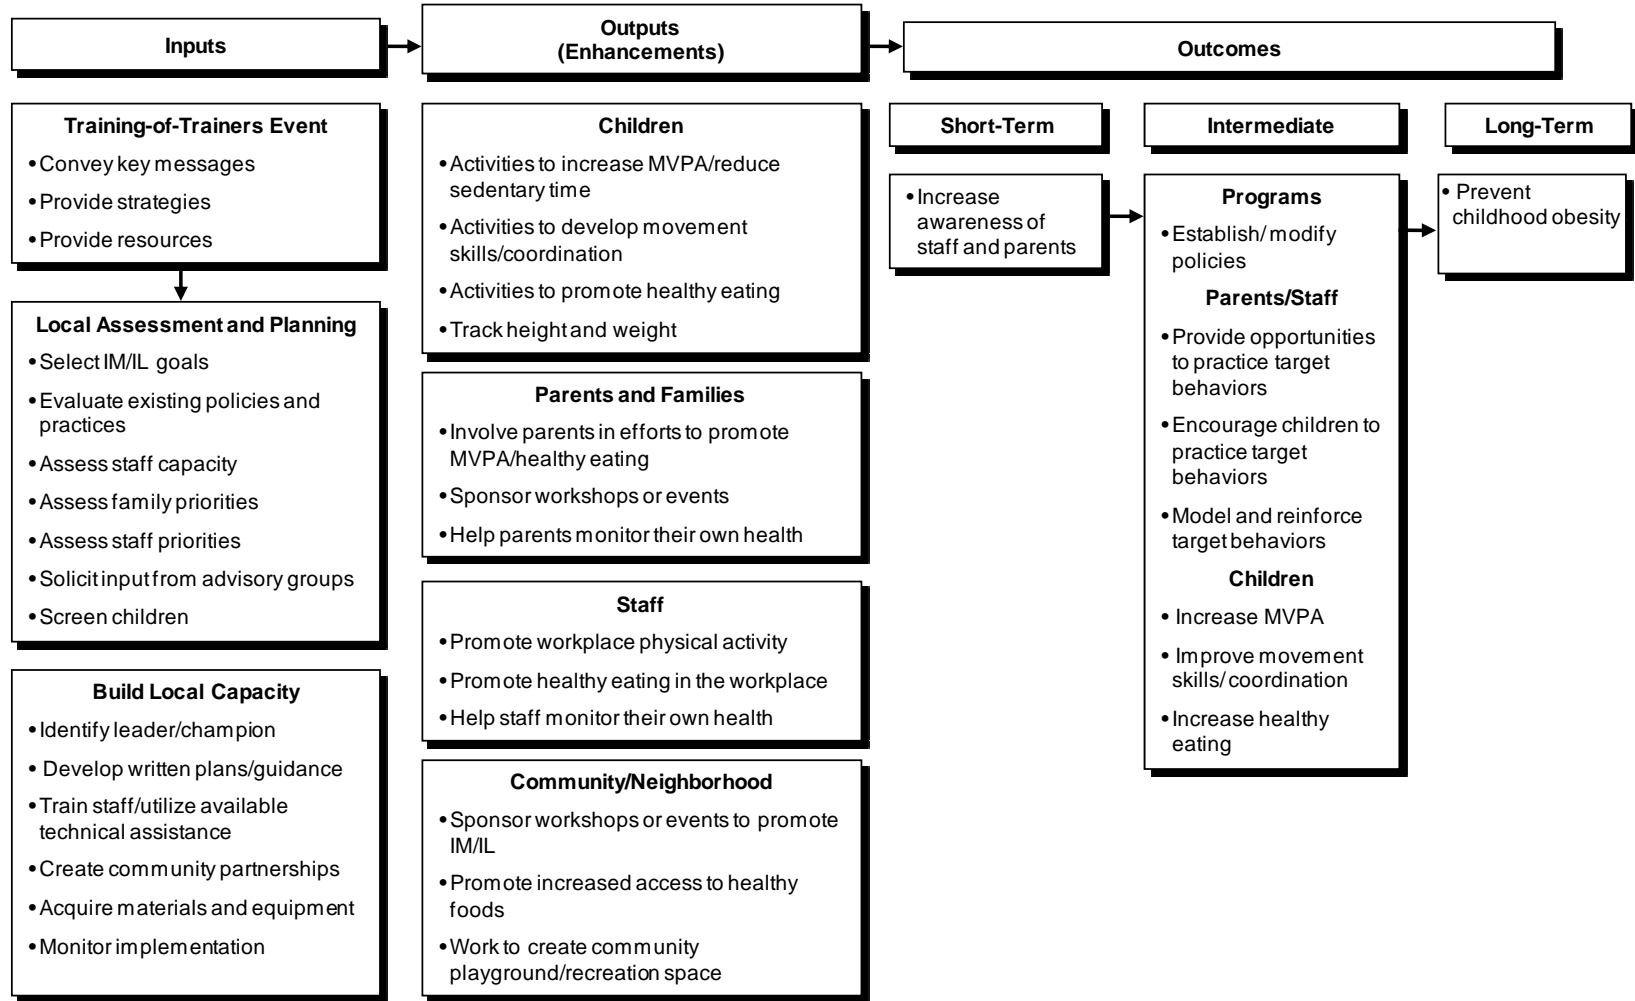 Inputs
Outputs
(Enhancements)
Outcomes
Training-of-Trainers Event
•Convey key messages
•Provide strategies
•Provide resources
Local Assessment and Planning
•Select IM/IL goals
•Evaluate existing policies and
practices
•Assess staff capacity
•Assess family priorities
•Assess staff priorities
•Solicit input from advisory groups
•Screen children
Build Local Capacity
•Identify leader/champion
•Develop written plans/guidance
•Train staff/utilize available
technical assistance
•Create community partnerships
•Acquire materials and equipment
•Monitor implementation
Children
•Activities to increase MVPA/reduce
sedentary time
•Activities to develop movement
skills/coordination
•Activities to promote healthy eating
•Track height and weight
Parents and Families
•Involve parents in efforts to promote
MVPA/healthy eating
•Sponsor workshops or events
•Help parents monitor their own health
Staff
•Promote workplace physical activity
•Promote healthy eating in the workplace
•Help staff monitor their own health
Community/Neighborhood
•Sponsor workshops or events to promote
IM/IL
•Promote increased access to healthy
foods
•Work to create community
playground/recreation space
Short-Term
•Increase
awareness of
staff and parents
Intermediate
Programs
•Establish/modify
policies
Parents/Staff
•Provide opportunities
to practice target
behaviors
•Encourage children to
practice target
behaviors
•Model and reinforce
target behaviors
Children
•Increase MVPA
•Improve movement
skills/coordination
•Increase healthy
eating
Long-Term
•Prevent
childhood obesity